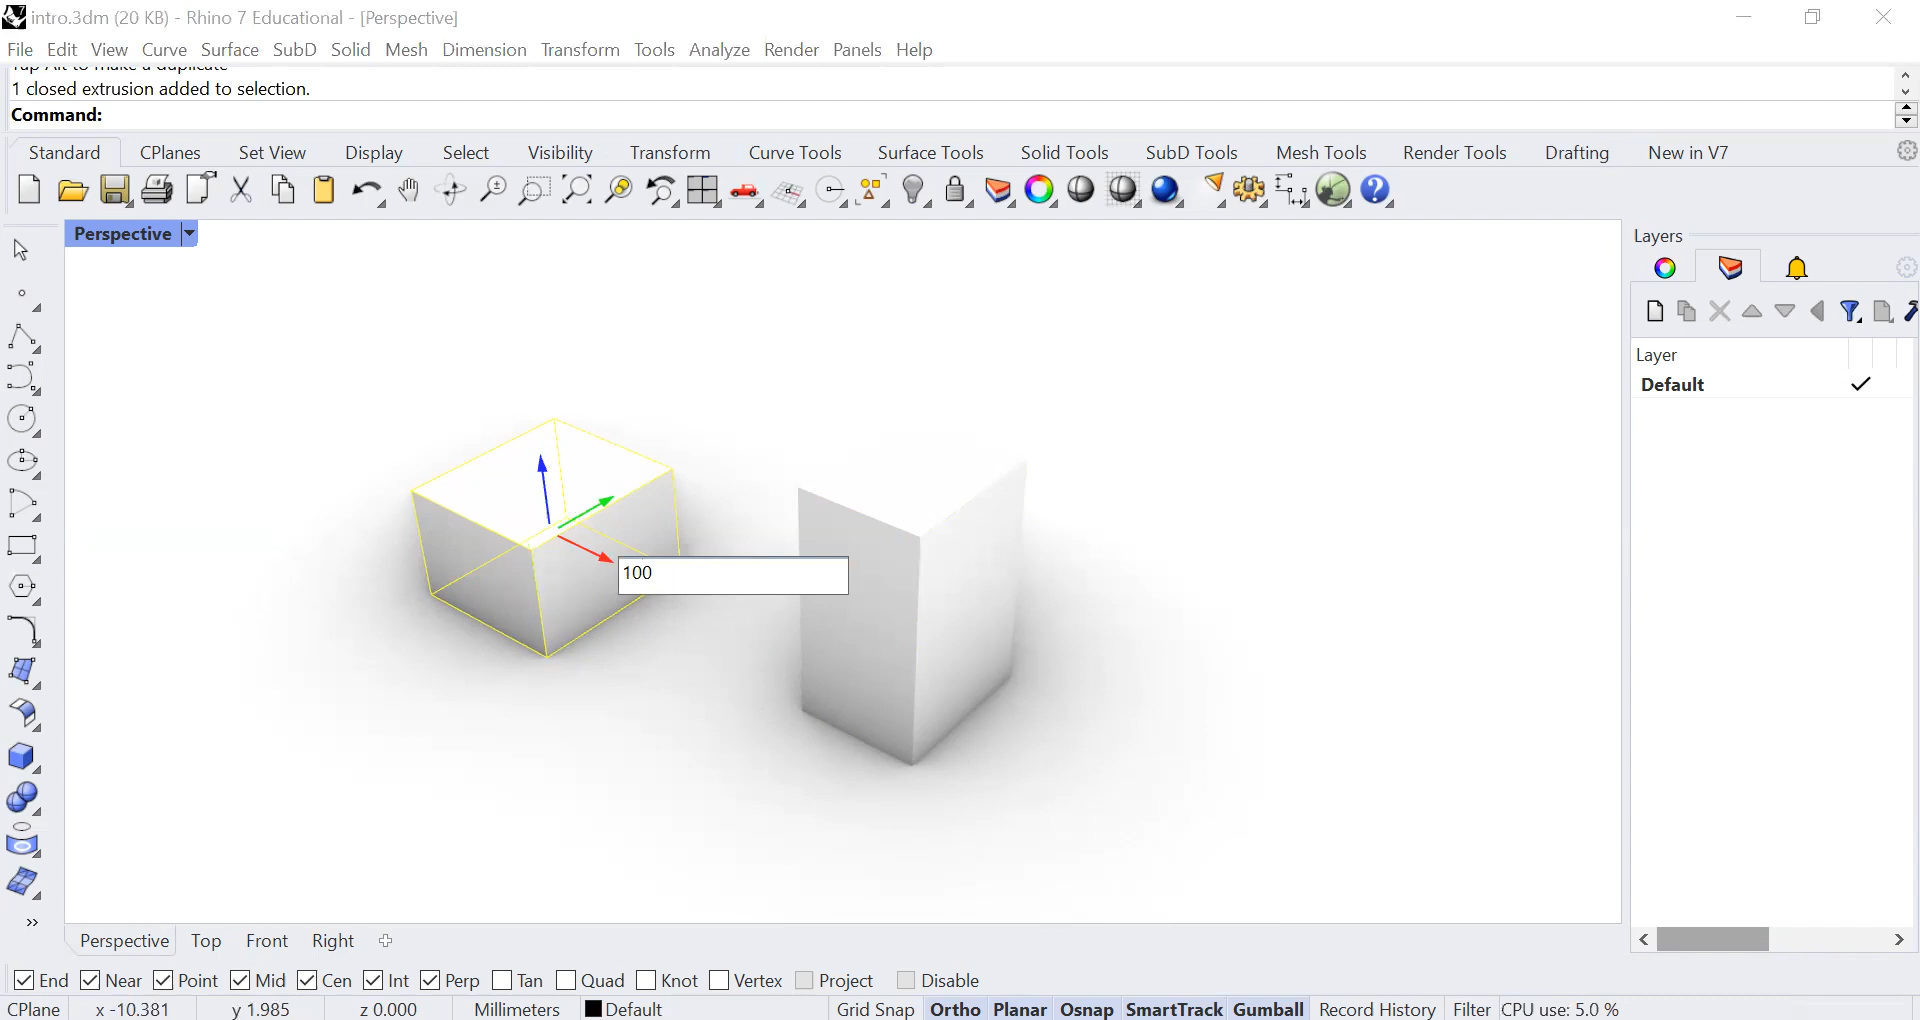 intro.3dm (20 KB) - Rhino 7 Educational - [Perspective]
File Edit View Curve Surface SubD Solid Mesh Dimension Transform Tools Analyze Render Panels Help
Tap Alt to make a duplicate
1 closed extrusion added to selection.
Command:
Standard CPlanes Set View Display Select Visibility Transform Curve Tools Surface Tools Solid Tools SubD Tools Mesh Tools Render Tools Drafting New in V7
Perspective
Layers
Layer
Default
100
Perspective Top Front Right
End Near Point Mid Cen Int Perp Tan Quad Knot Vertex Project Disable
CPlane x -10.381 y 1.985 z 0.000 Millimeters Default Grid Snap Ortho Planar Osnap SmartTrack Gumball Record History Filter CPU use: 5.0 %